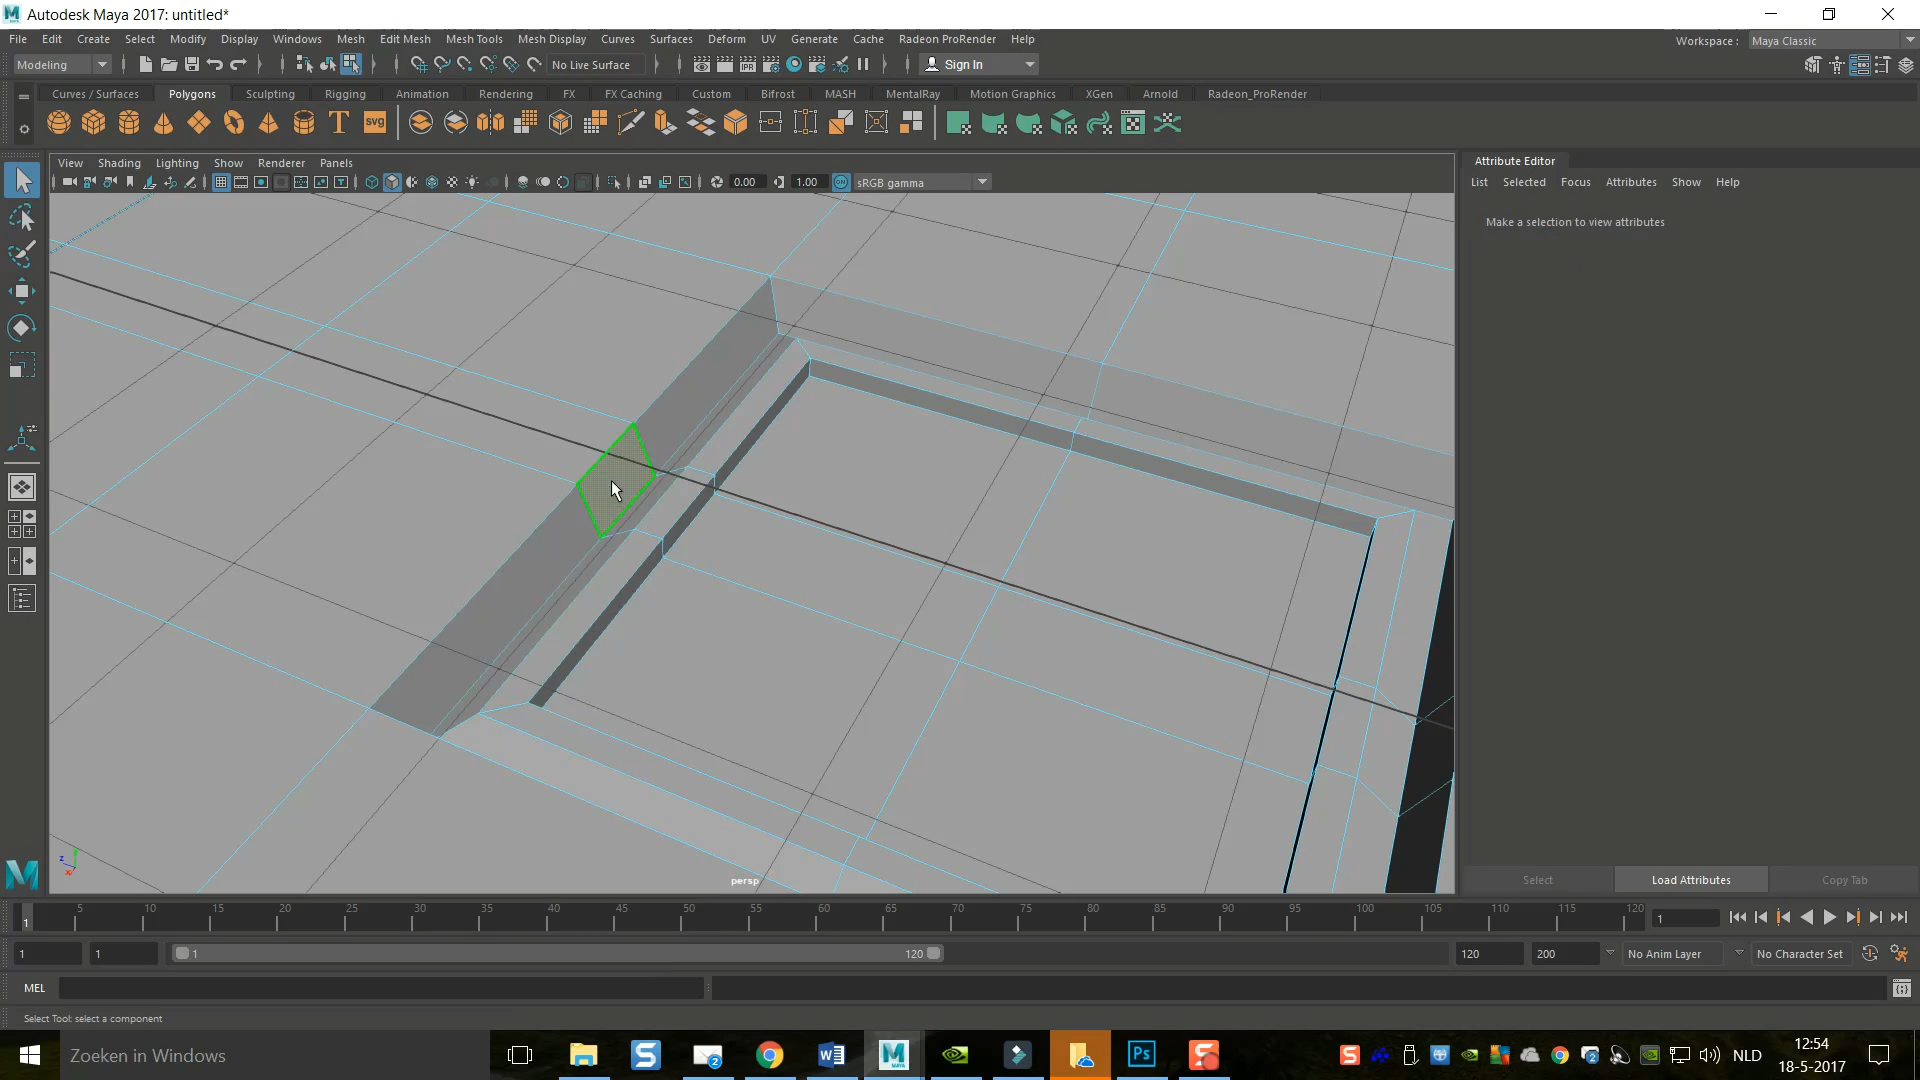 Autodesk Maya 2017: untitled*
File Edit Create Select Modify Display Windows Mesh Edit Mesh Mesh Tools Mesh Display Curves Surfaces Deform UV Generate Cache Radeon ProRender Help
Workspace : Maya Classic
Modeling No Live Surface Sign In
Curves / Surfaces Polygons Sculpting Rigging Animation Rendering FX FX Caching Custom Bifrost MASH MentalRay Motion Graphics XGen Arnold Radeon_ProRender
View Shading Lighting Show Renderer Panels
0.00 1.00 sRGB gamma
Attribute Editor
List Selected Focus Attributes Show Help
Make a selection to view attributes
persp
Select Load Attributes Copy Tab
1 5 10 15 20 25 30 35 40 45 50 55 60 65 70 75 80 85 90 95 100 105 110 115 120 1
1 1 1 120 120 200 No Anim Layer No Character Set
MEL
Select Tool: select a component
Zoeken in Windows
NLD
12:54
18-5-2017